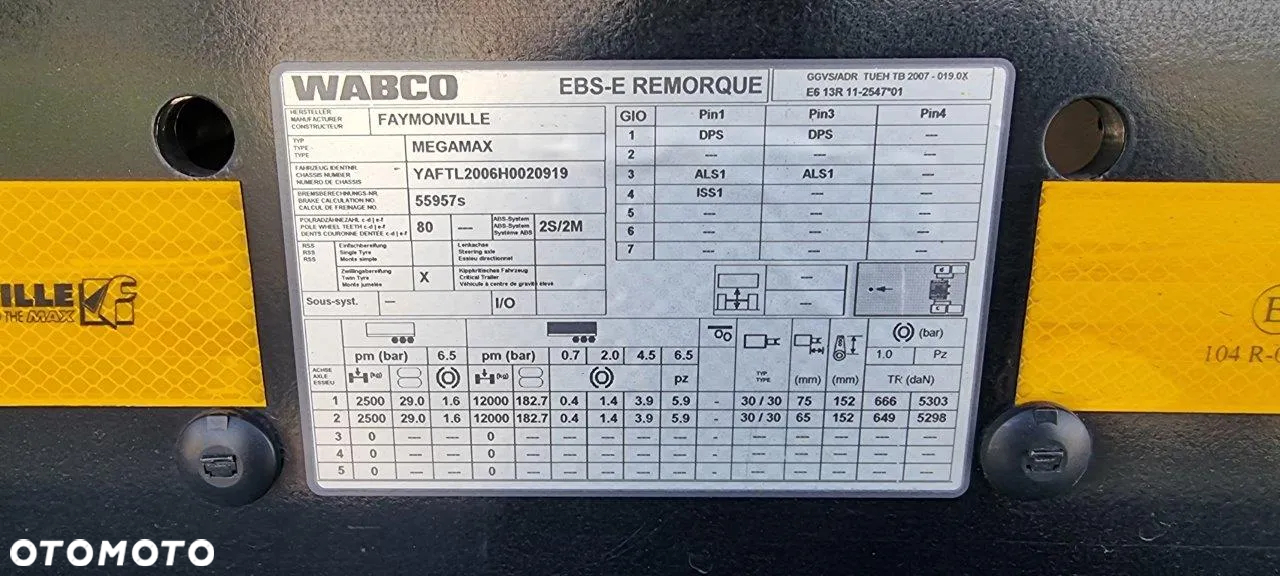 WABCO EBS-E REMORQUE GGVS/ADR TUEH TB 2007 - 019.0X
E6 13R 11-2547*01
HERSTELLER
MANUFACTURER
CONSTRUCTEUR
FAYMONVILLE
TYP
TYPE
TYPE
MEGAMAX
FAHRZEUG IDENTNR.
CHASSIS NUMBER
NUMERO DE CHASSIS
YAFTL2006H0020919
BREMSBERECHNUNGS-NR.
BRAKE CALCULATION NO.
CALCUL DE FREINAGE NO.
55957s
POLRADZÄHNEZAHL c-d | e-f
POLE WHEEL TEETH c-d | e-f
DENTS COURONNE DENTÉE c-d | e-f
80 ---
ABS-System
ABS-System
Système ABS
2S/2M
RSS Einfachbereifung
RSS Single Tyre
RSS Monte simple
Lenkachse
Steering axle
Essieu directionnel
Zwillingsbereifung
Twin Tyre
Monte jumelée
X
Kippkritisches Fahrzeug
Critical Trailer
Véhicule à centre de gravité élevé
Sous-syst. – I/O
GIO Pin1 Pin3 Pin4
1 DPS DPS ---
2 --- --- ---
3 ALS1 ALS1 ---
4 ISS1 --- ---
5 --- --- ---
6 --- --- ---
7 --- --- ---
---
---
d
c
(bar)
pm (bar) 6.5 pm (bar) 0.7 2.0 4.5 6.5 1.0 Pz
ACHSE
AXLE
ESSIEU
(kg) (kg) pz TYP
TYPE
(mm) (mm) TR (daN)
1 2500 29.0 1.6 12000 182.7 0.4 1.4 3.9 5.9 - 30 / 30 75 152 666 5303
2 2500 29.0 1.6 12000 182.7 0.4 1.4 3.9 5.9 - 30 / 30 65 152 649 5298
3 0 --- --- 0 --- --- --- --- --- - --- --- --- --- ---
4 0 --- --- 0 --- --- --- --- --- - --- --- --- --- ---
5 0 --- --- 0 --- --- --- --- --- - --- --- --- --- ---
VILLE
THE MAX
E
104 R-0
OTOMOTO